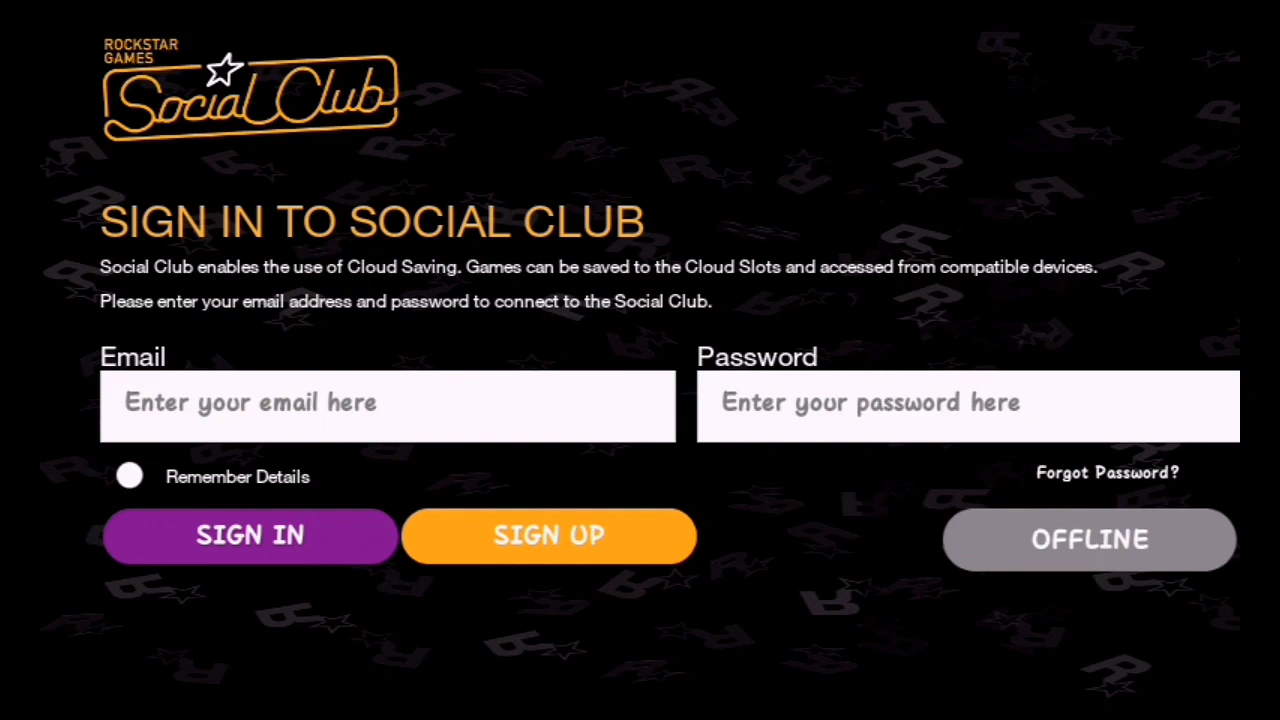 ROCKSTAR
GAMES
Social Club
SIGN IN TO SOCIAL CLUB
Social Club enables the use of Cloud Saving. Games can be saved to the Cloud Slots and accessed from compatible devices.
Please enter your email address and password to connect to the Social Club.
Email
Password
Enter your email here
Enter your password here
Remember Details
Forgot Password?
SIGN IN
SIGN UP
OFFLINE